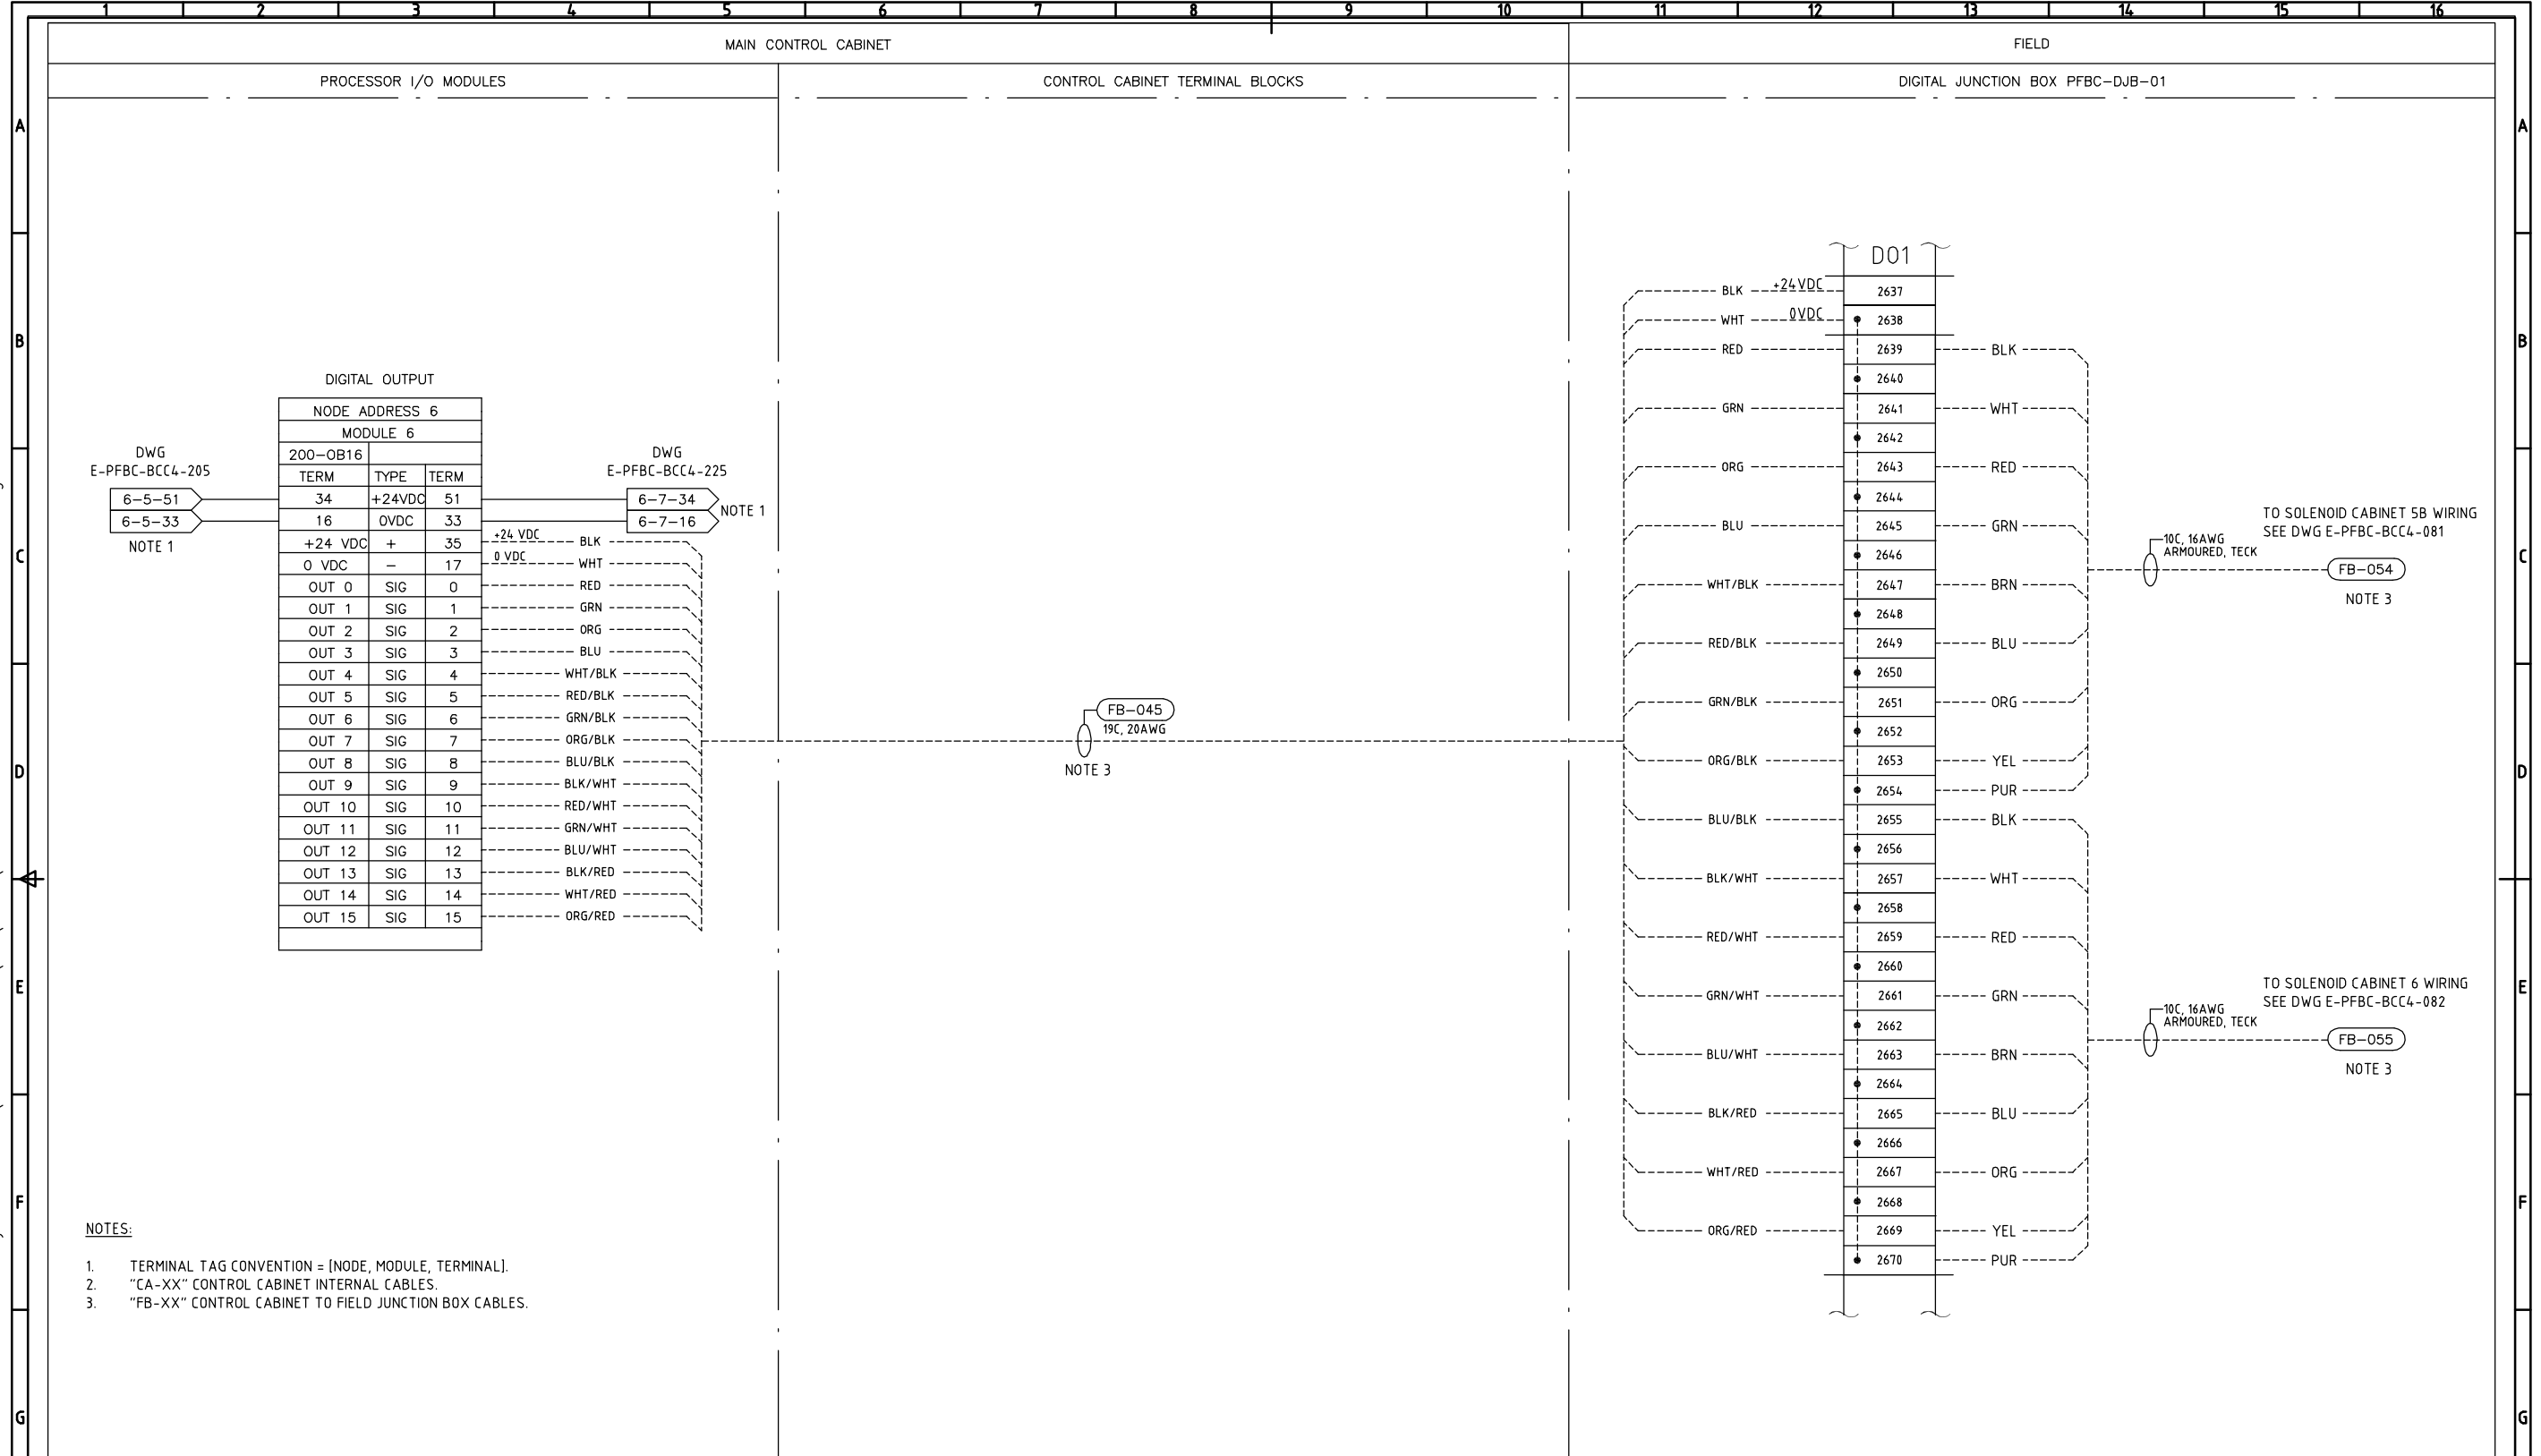 1 2 3 4 5 6 7 8 9 10 11 12 13 14 15 16
MAIN CONTROL CABINET
FIELD
PROCESSOR I/O MODULES
CONTROL CABINET TERMINAL BLOCKS
DIGITAL JUNCTION BOX PFBC-DJB-01
A
A
B
B
C
C
D
D
E
E
F
F
G
G
DIGITAL OUTPUT
NODE ADDRESS 6
MODULE 6
200-OB16
TERM TYPE TERM
34 +24VDC 51
16 0VDC 33
+24 VDC + 35
0 VDC - 17
OUT 0 SIG 0
OUT 1 SIG 1
OUT 2 SIG 2
OUT 3 SIG 3
OUT 4 SIG 4
OUT 5 SIG 5
OUT 6 SIG 6
OUT 7 SIG 7
OUT 8 SIG 8
OUT 9 SIG 9
OUT 10 SIG 10
OUT 11 SIG 11
OUT 12 SIG 12
OUT 13 SIG 13
OUT 14 SIG 14
OUT 15 SIG 15
DWG
E-PFBC-BCC4-205
6-5-51
6-5-33
NOTE 1
DWG
E-PFBC-BCC4-225
6-7-34
6-7-16
NOTE 1
+24 VDC BLK
0 VDC WHT
RED
GRN
ORG
BLU
WHT/BLK
RED/BLK
GRN/BLK
ORG/BLK
BLU/BLK
BLK/WHT
RED/WHT
GRN/WHT
BLU/WHT
BLK/RED
WHT/RED
ORG/RED
FB-045
19C, 20AWG
NOTE 3
DO1
BLK +24VDC 2637
WHT 0VDC 2638
RED 2639 BLK
2640
GRN 2641 WHT
2642
ORG 2643 RED
2644
BLU 2645 GRN
2646
WHT/BLK 2647 BRN
2648
RED/BLK 2649 BLU
2650
GRN/BLK 2651 ORG
2652
ORG/BLK 2653 YEL
2654 PUR
BLU/BLK 2655 BLK
2656
BLK/WHT 2657 WHT
2658
RED/WHT 2659 RED
2660
GRN/WHT 2661 GRN
2662
BLU/WHT 2663 BRN
2664
BLK/RED 2665 BLU
2666
WHT/RED 2667 ORG
2668
ORG/RED 2669 YEL
2670 PUR
TO SOLENOID CABINET 5B WIRING
SEE DWG E-PFBC-BCC4-081
10C, 16AWG
ARMOURED, TECK
FB-054
NOTE 3
TO SOLENOID CABINET 6 WIRING
SEE DWG E-PFBC-BCC4-082
10C, 16AWG
ARMOURED, TECK
FB-055
NOTE 3
NOTES:
1. TERMINAL TAG CONVENTION = [NODE, MODULE, TERMINAL].
2. "CA-XX" CONTROL CABINET INTERNAL CABLES.
3. "FB-XX" CONTROL CABINET TO FIELD JUNCTION BOX CABLES.